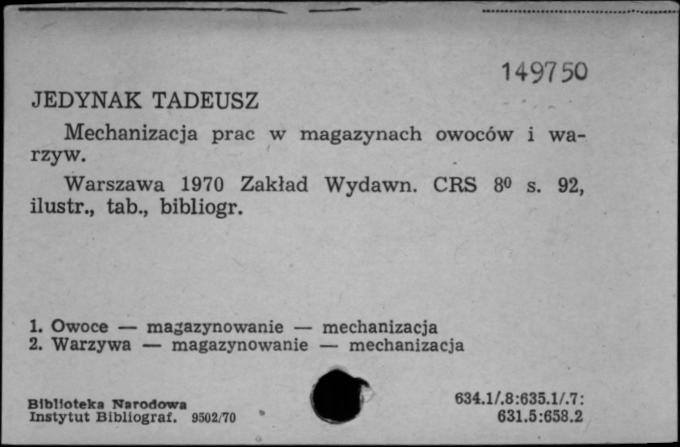 149750
JEDYNAK TADEUSZ
Mechanizacja prac w magazynach owoców i wa-
rzyw.
Warszawa 1970 Zakład Wydawn. CRS 8⁰ s. 92,
ilustr., tab., bibliogr.
1. Owoce — magazynowanie — mechanizacja
2. Warzywa — magazynowanie — mechanizacja
Biblioteka Narodowa
Instytut Bibliograf. 9502/70
634.1/.8:635.1/.7:
631.5:658.2